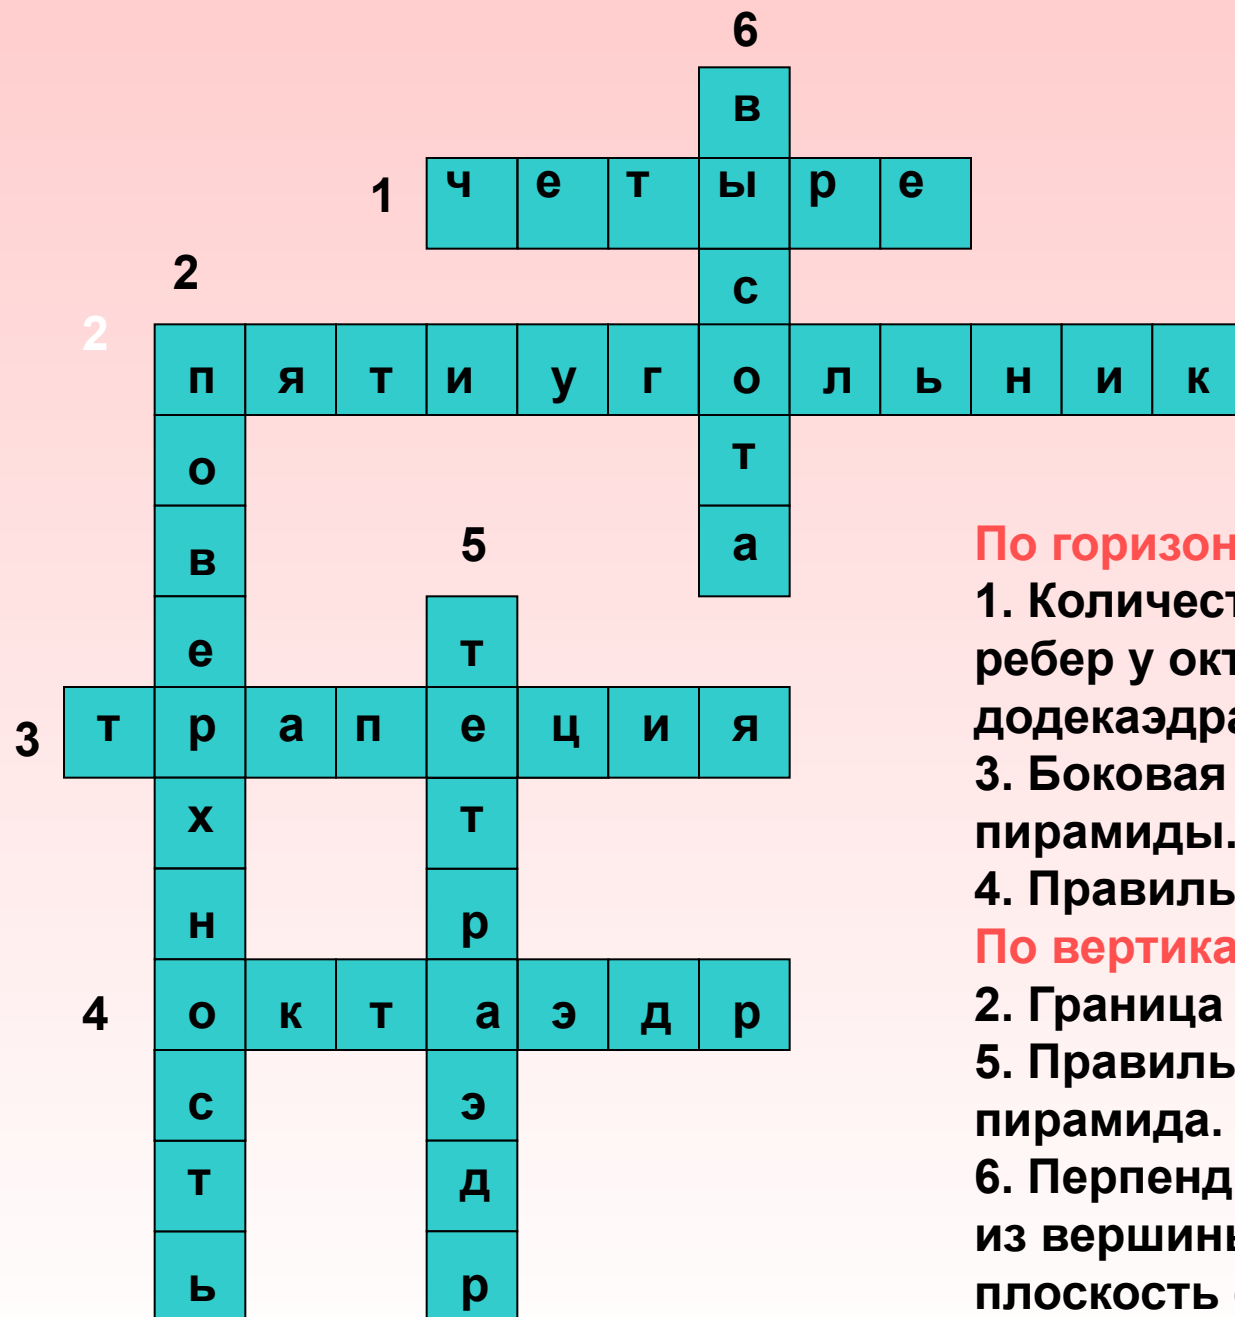 6
в
1 ч е т ы р е
2
с
2
п я т и у г о л ь н и к
о
т
в
5
а
е
т
3 т р а п е ц и я
х
т
н
р
4 о к т а э д р
с
э
т
д
ь
р
По горизон
1. Количест
ребер у окт
додекаэдра
3. Боковая
пирамиды.
4. Правиль
По вертика
2. Граница
5. Правиль
пирамида.
6. Перпенд
из вершины
плоскость